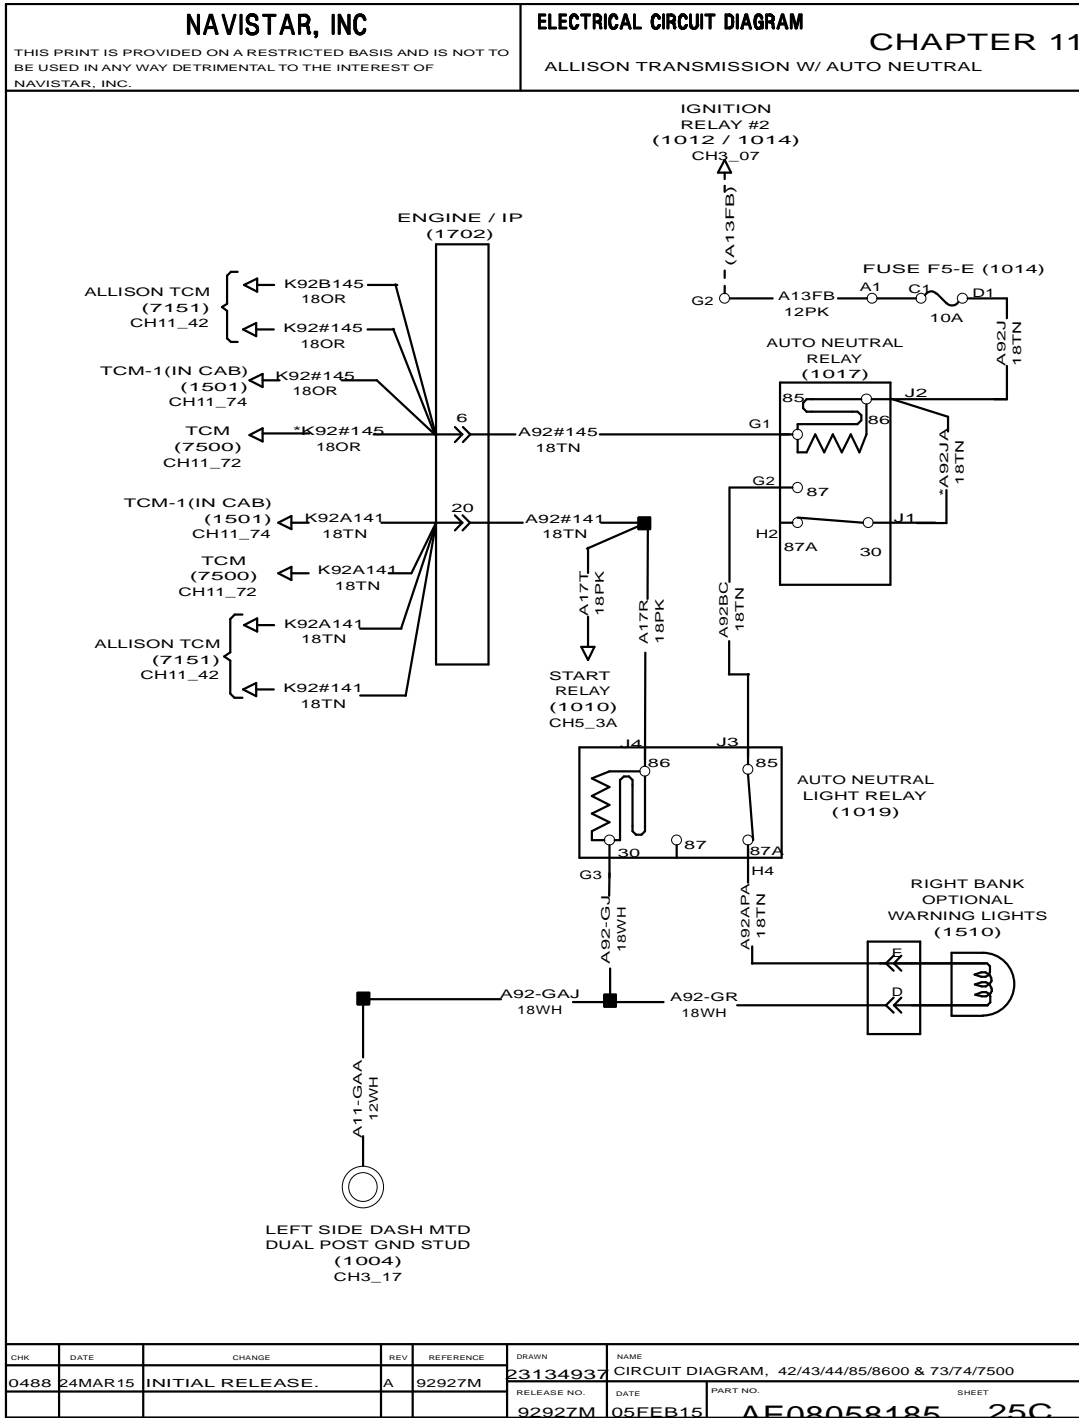 NAVISTAR, INC
THIS PRINT IS PROVIDED ON A RESTRICTED BASIS AND IS NOT TO
BE USED IN ANY WAY DETRIMENTAL TO THE INTEREST OF
NAVISTAR, INC.
ELECTRICAL CIRCUIT DIAGRAM
CHAPTER 11
ALLISON TRANSMISSION W/ AUTO NEUTRAL
IGNITION
RELAY #2
(1012 / 1014)
CH3_07
(A13FB)
G2
A13FB
12PK
A1
FUSE F5-E (1014)
C1
D1
10A
A92J
18TN
ENGINE / IP
(1702)
ALLISON TCM
(7151)
CH11_42
K92B145
18OR
K92#145
18OR
TCM-1(IN CAB)
(1501)
CH11_74
K92#145
18OR
TCM
(7500)
CH11_72
*K92#145
18OR
6
A92#145
18TN
AUTO NEUTRAL
RELAY
(1017)
85
J2
G1
86
G2
87
*A92JA
18TN
H2
87A
30
J1
TCM-1(IN CAB)
(1501)
CH11_74
K92A141
18TN
20
A92#141
18TN
TCM
(7500)
CH11_72
K92A141
18TN
ALLISON TCM
(7151)
CH11_42
K92A141
18TN
K92#141
18TN
A17T
18PK
A17R
18PK
A92BC
18TN
START
RELAY
(1010)
CH5_3A
J4
J3
86
85
AUTO NEUTRAL
LIGHT RELAY
(1019)
30
87
87A
G3
H4
A92-GJ
18WH
A92APA
18TN
RIGHT BANK
OPTIONAL
WARNING LIGHTS
(1510)
E
D
A92-GAJ
18WH
A92-GR
18WH
A11-GAA
12WH
LEFT SIDE DASH MTD
DUAL POST GND STUD
(1004)
CH3_17
CHK DATE CHANGE REV REFERENCE
0488 24MAR15 INITIAL RELEASE. A 92927M
DRAWN
23134937
NAME
CIRCUIT DIAGRAM, 42/43/44/85/8600 & 73/74/7500
RELEASE NO. DATE PART NO. SHEET
92927M 05FEB15 AE08058185 25C